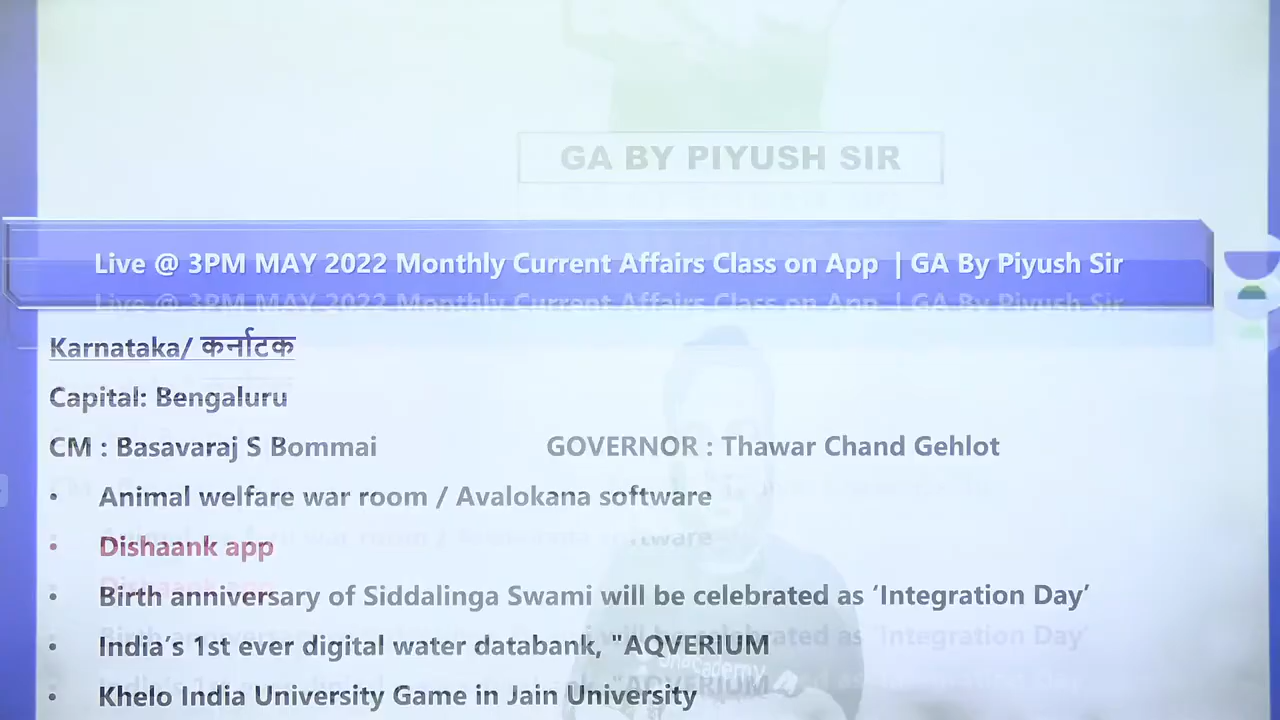 GA BY PIYUSH SIR
Live @ 3PM MAY 2022 Monthly Current Affairs Class on App | GA By Piyush Sir
Karnataka/ कर्नाटक
Capital: Bengaluru
CM : Basavaraj S Bommai GOVERNOR : Thawar Chand Gehlot
• Animal welfare war room / Avalokana software
• Dishaank app
• Birth anniversary of Siddalinga Swami will be celebrated as ‘Integration Day’
• India’s 1st ever digital water databank, "AQVERIUM
• Khelo India University Game in Jain University